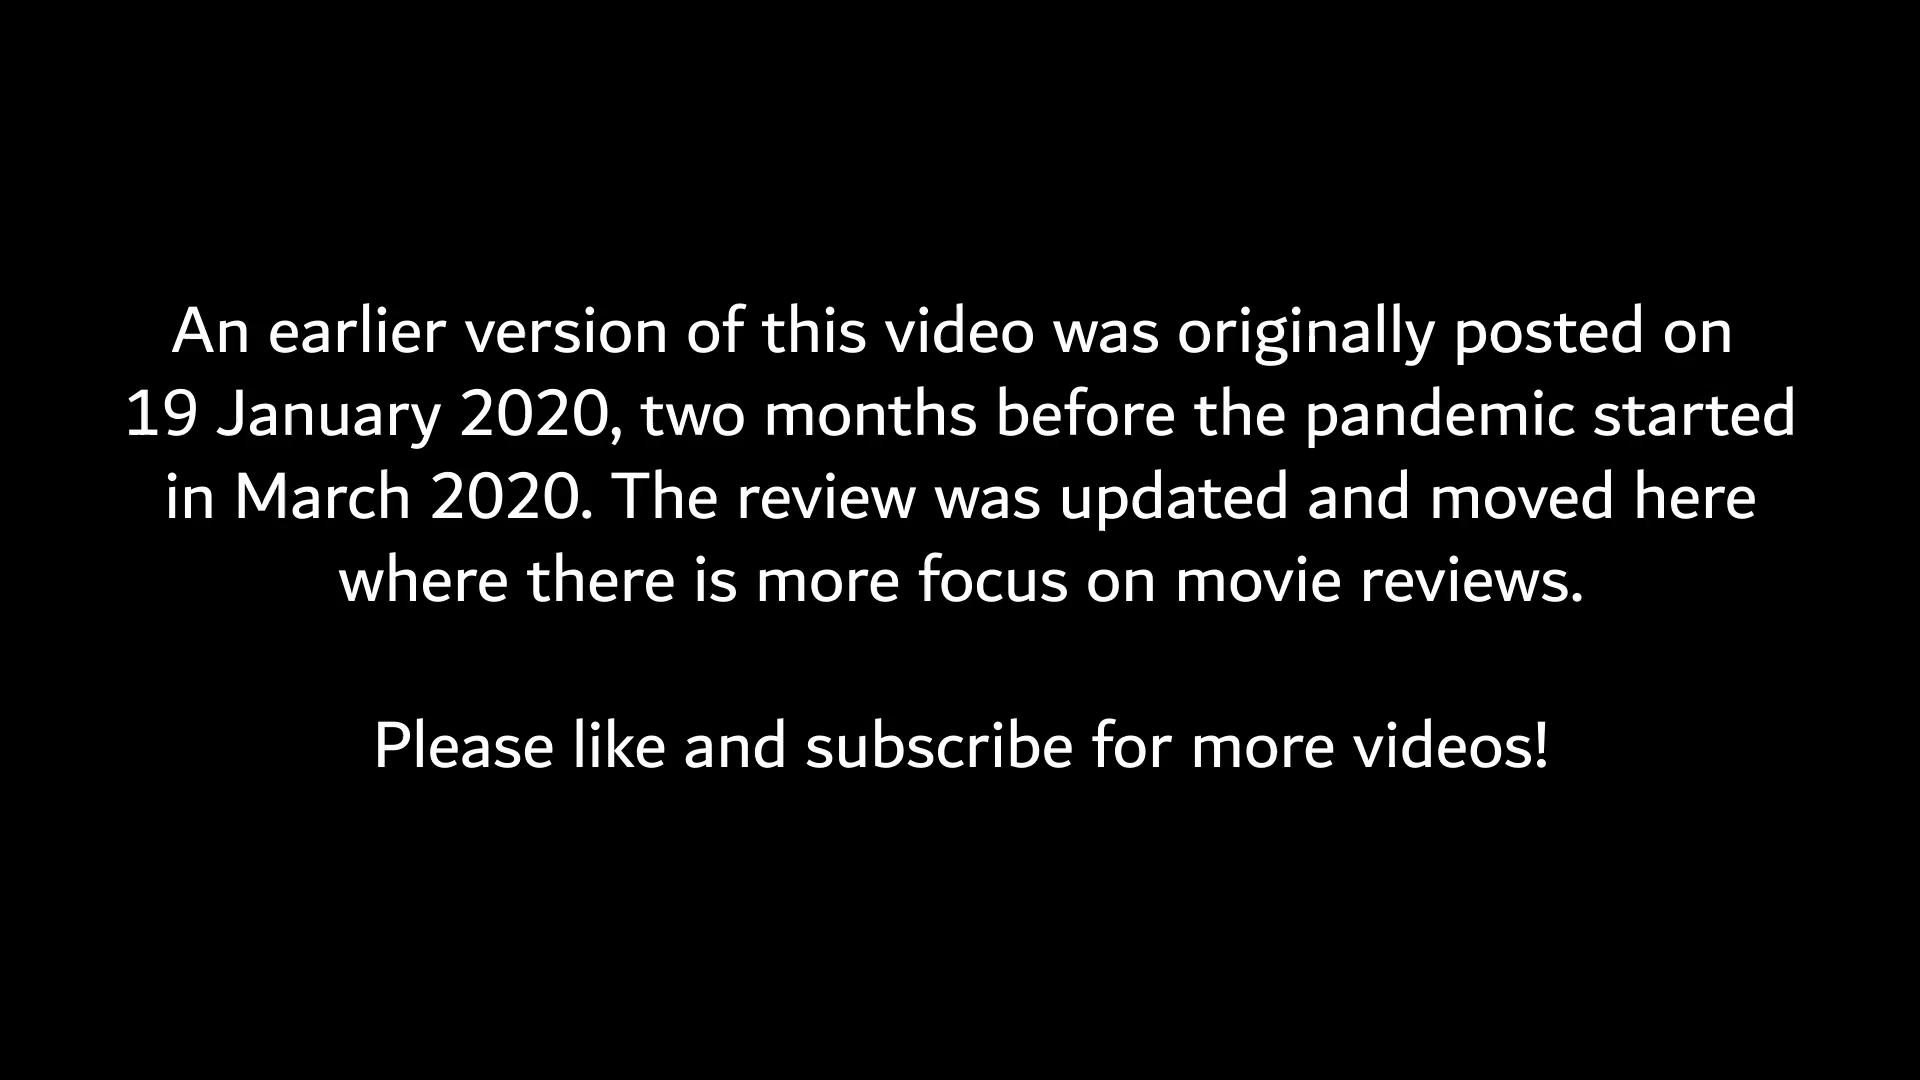 An earlier version of this video was originally posted on
19 January 2020, two months before the pandemic started
in March 2020. The review was updated and moved here
where there is more focus on movie reviews.
Please like and subscribe for more videos!